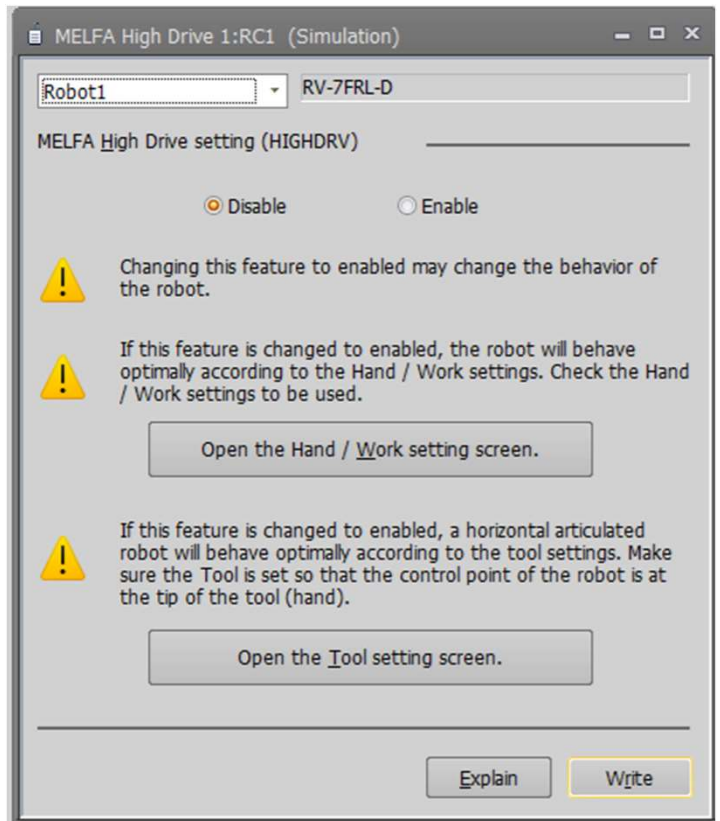 MELFA High Drive 1:RC1 (Simulation)
Robot1 RV-7FRL-D
MELFA High Drive setting (HIGHDRV)
Disable Enable
Changing this feature to enabled may change the behavior of
the robot.
If this feature is changed to enabled, the robot will behave
optimally according to the Hand / Work settings. Check the Hand
/ Work settings to be used.
Open the Hand / Work setting screen.
If this feature is changed to enabled, a horizontal articulated
robot will behave optimally according to the tool settings. Make
sure the Tool is set so that the control point of the robot is at
the tip of the tool (hand).
Open the Tool setting screen.
Explain Write